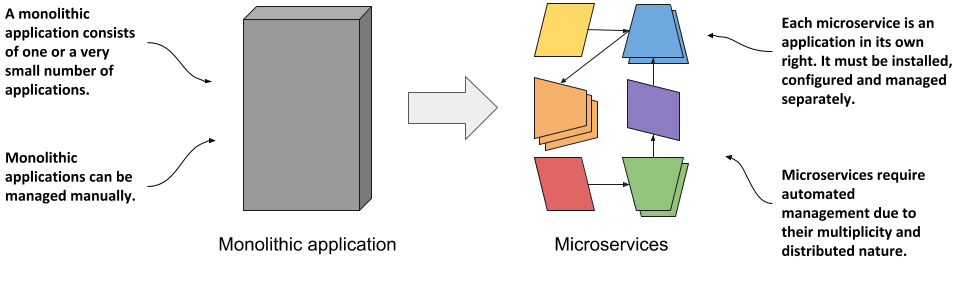 A monolithic
application consists
of one or a very
small number of
applications.
Monolithic
applications can be
managed manually.
Monolithic application
Microservices
Each microservice is an
application in its own
right. It must be installed,
configured and managed
separately.
Microservices require
automated
management due to
their multiplicity and
distributed nature.